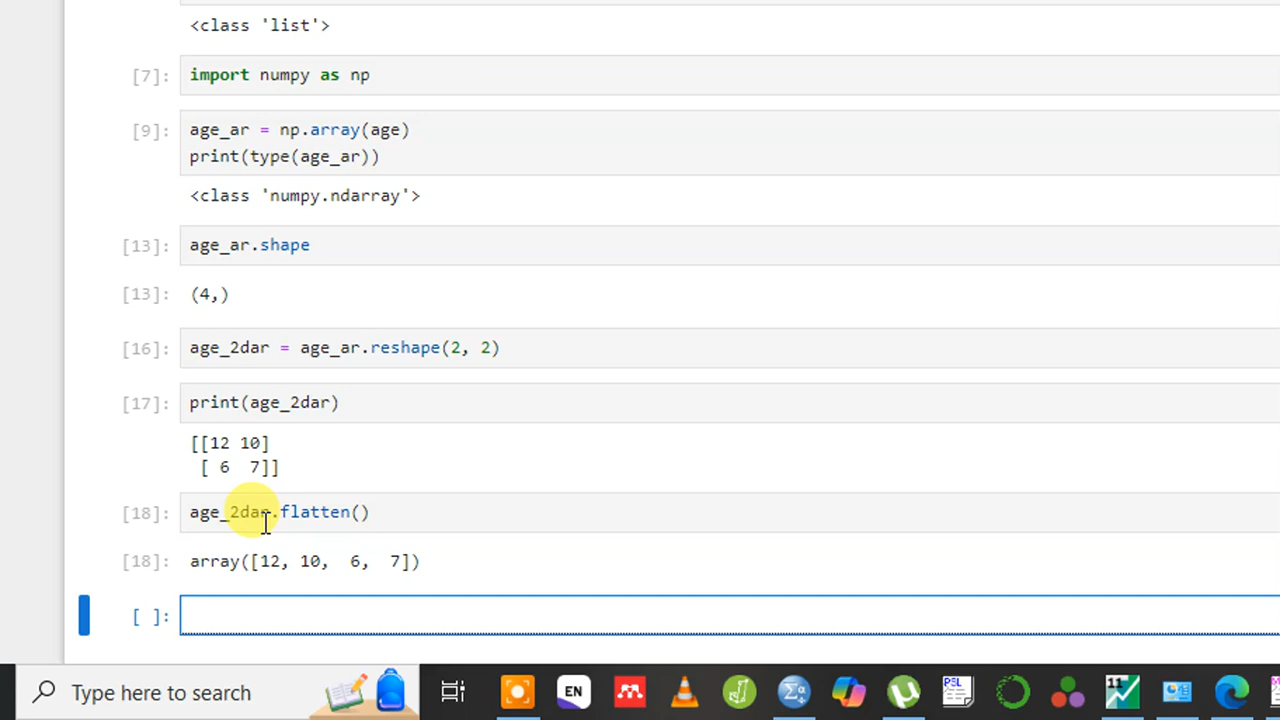 <class 'list'>
[7]: import numpy as np
[9]: age_ar = np.array(age)
print(type(age_ar))
<class 'numpy.ndarray'>
[13]: age_ar.shape
[13]: (4,)
[16]: age_2dar = age_ar.reshape(2, 2)
[17]: print(age_2dar)
[[12 10]
[ 6  7]]
[18]: age_2dar.flatten()
[18]: array([12, 10,  6,  7])
[ ]:
Type here to search
EN
PSL
11